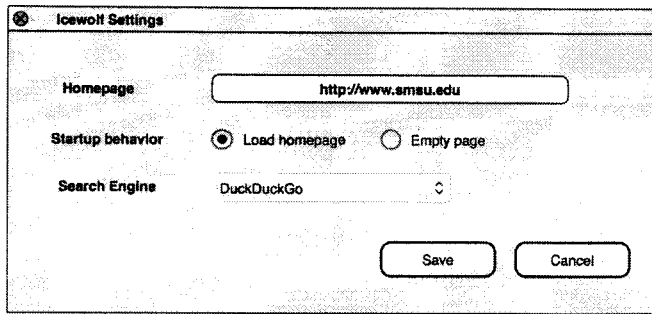 Icewolf Settings
Homepage http://www.smsu.edu
Startup behavior Load homepage Empty page
Search Engine DuckDuckGo
Save Cancel